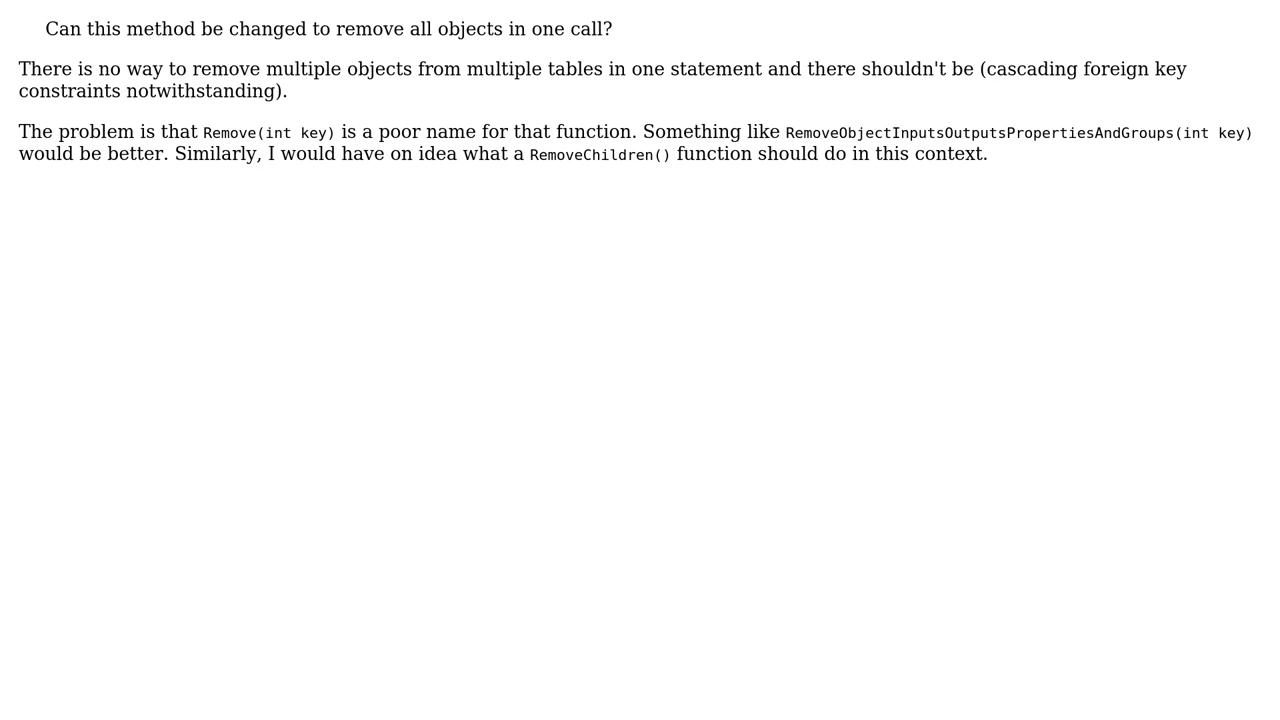 Can this method be changed to remove all objects in one call?
There is no way to remove multiple objects from multiple tables in one statement and there shouldn't be (cascading foreign key
constraints notwithstanding).
The problem is that Remove(int key) is a poor name for that function. Something like RemoveObjectInputsOutputsPropertiesAndGroups(int key)
would be better. Similarly, I would have on idea what a RemoveChildren() function should do in this context.